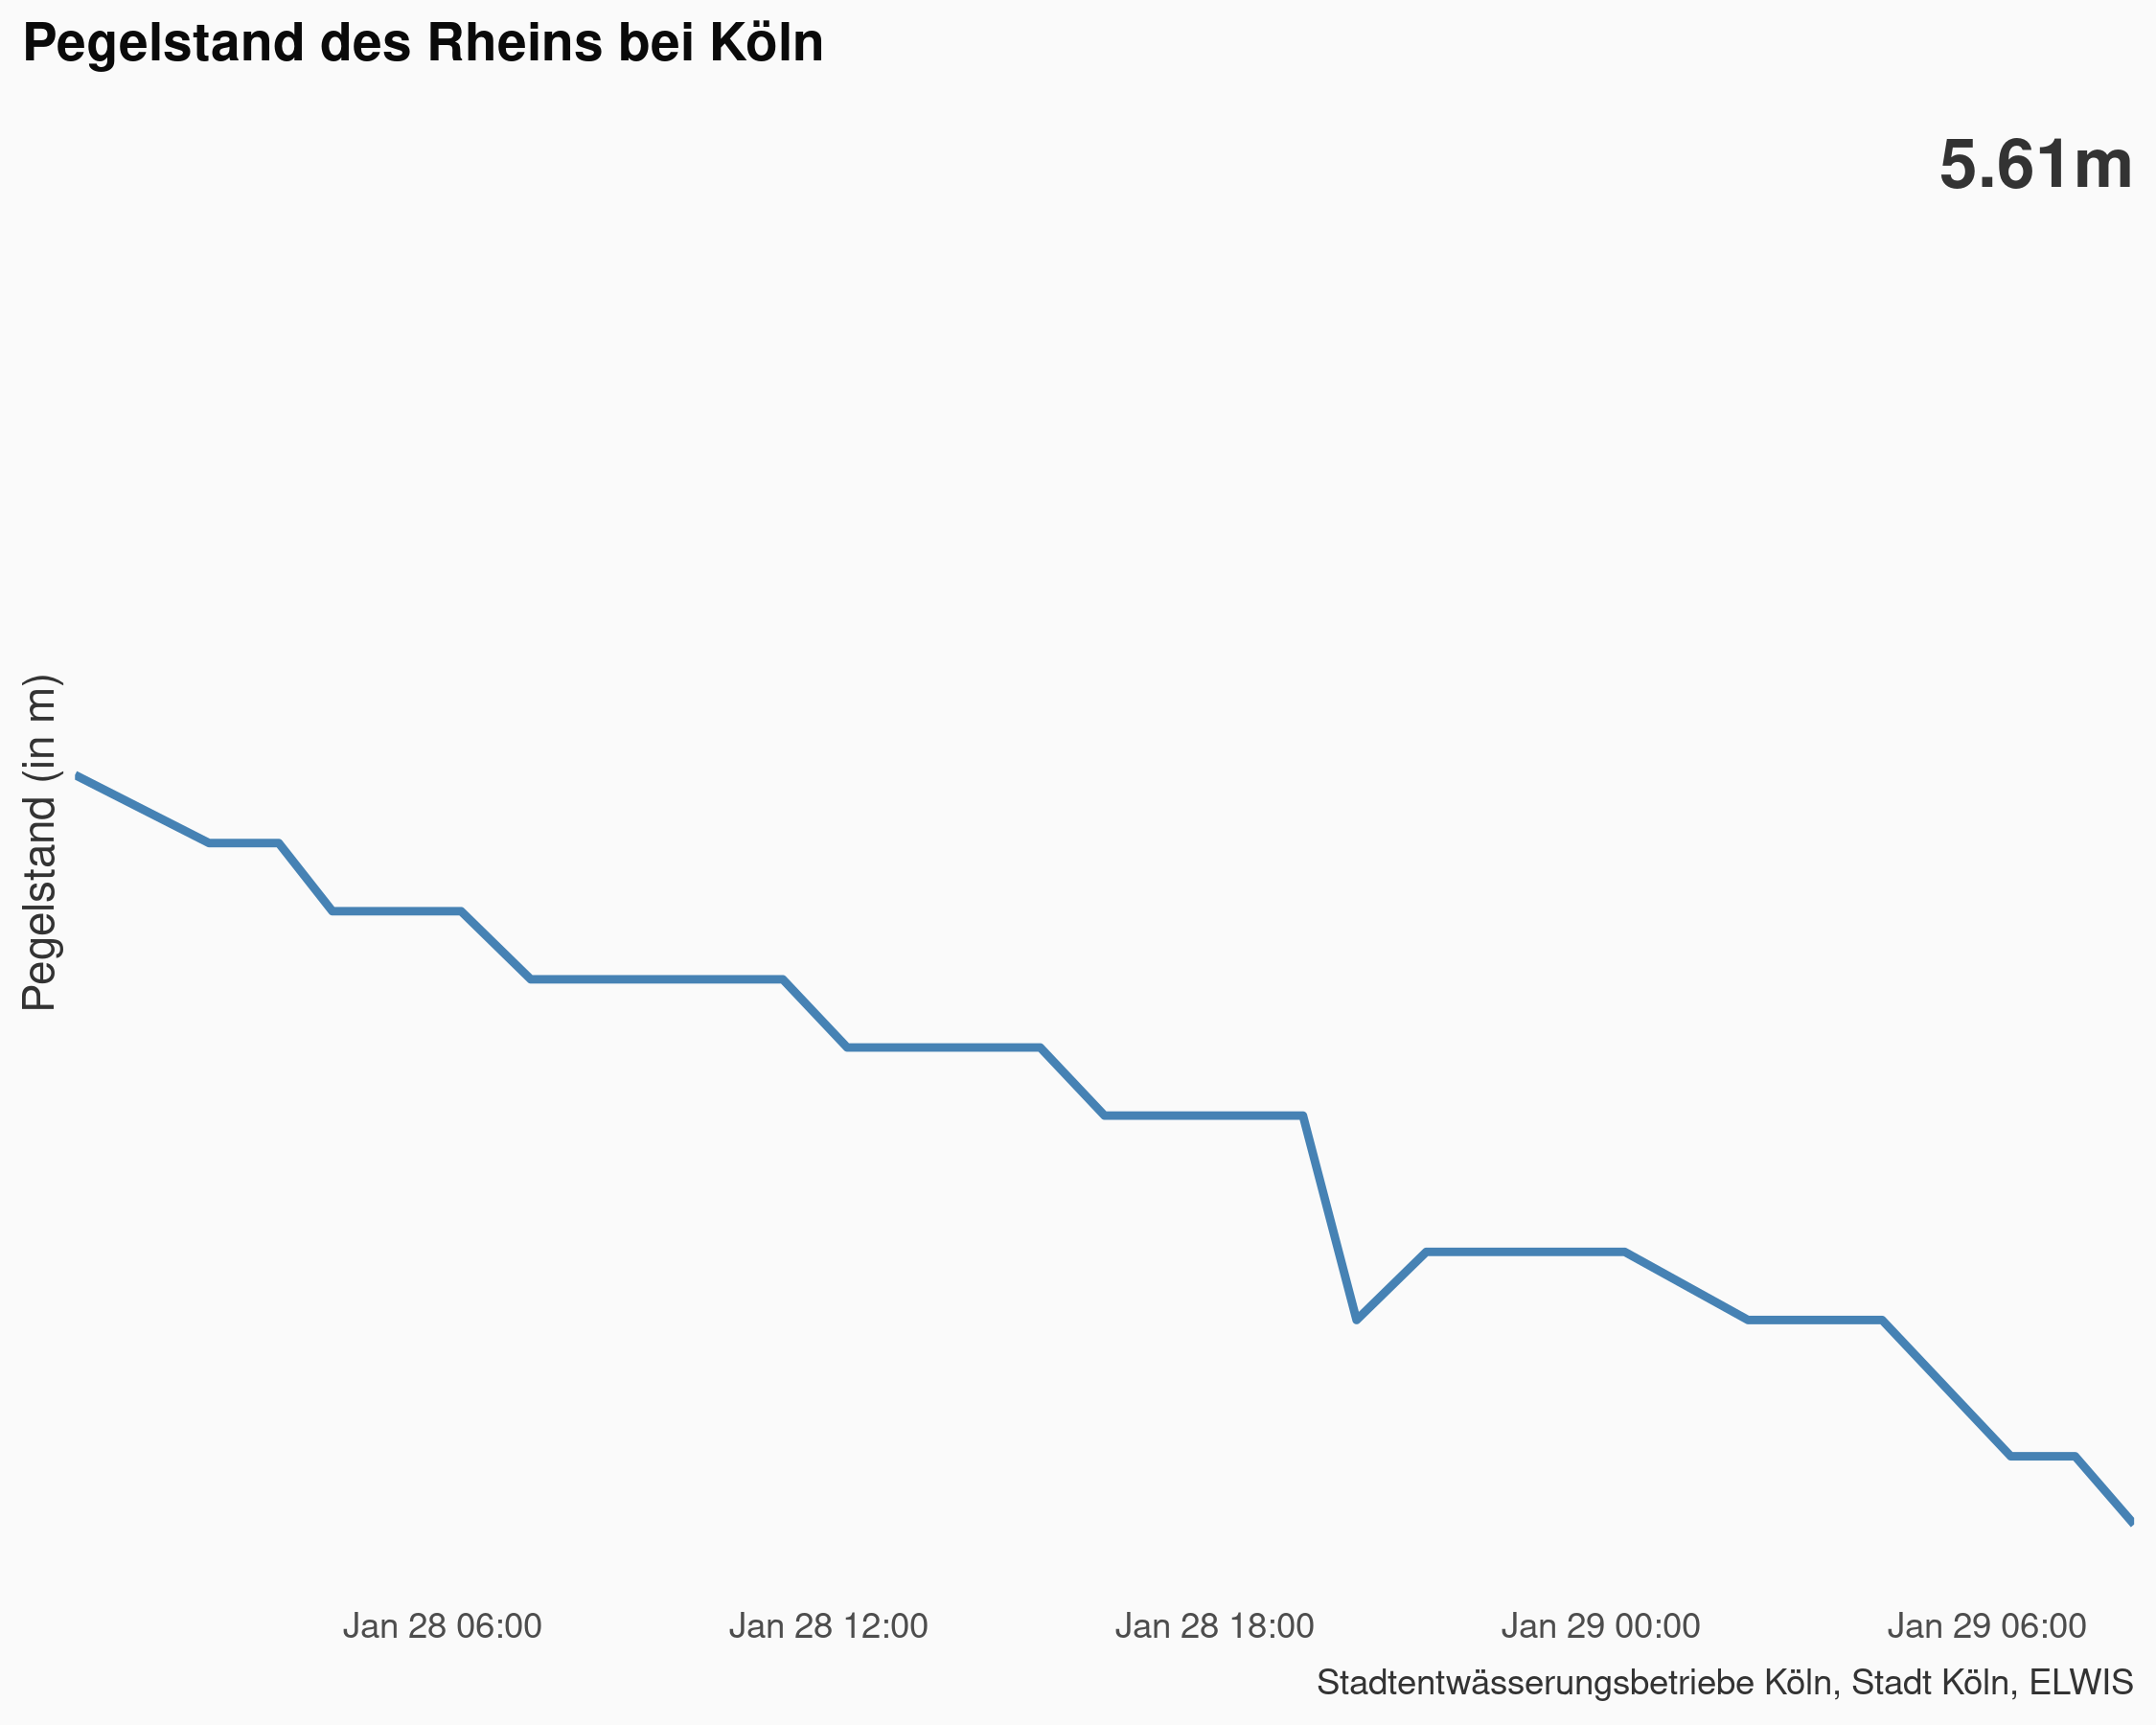 Pegelstand des Rheins bei Köln
5.61m
Pegelstand (in m)
Jan 28 06:00 Jan 28 12:00 Jan 28 18:00 Jan 29 00:00 Jan 29 06:00
Stadtentwässerungsbetriebe Köln, Stadt Köln, ELWIS